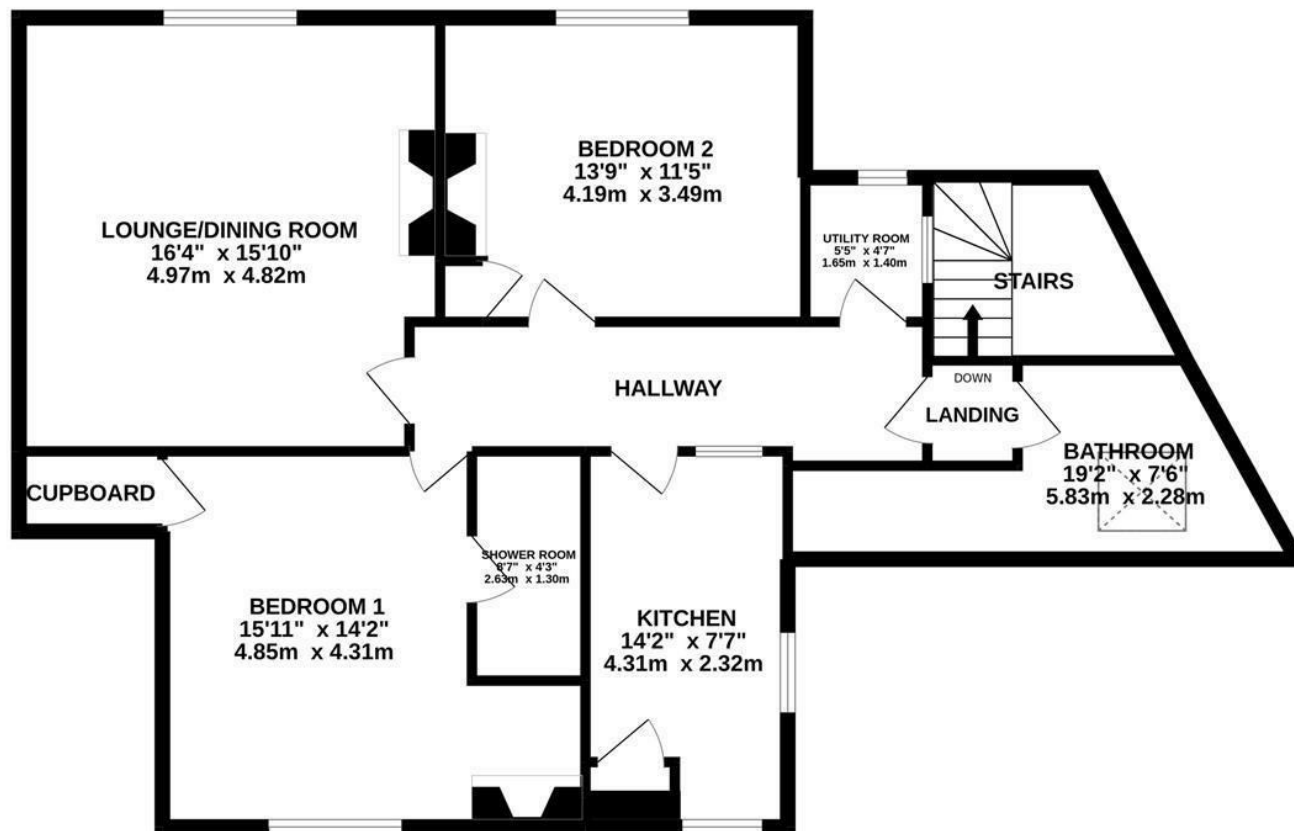 LOUNGE/DINING ROOM
16'4" x 15'10"
4.97m x 4.82m
BEDROOM 2
13'9" x 11'5"
4.19m x 3.49m
UTILITY ROOM
5'5" x 4'7"
1.65m x 1.40m
STAIRS
HALLWAY
DOWN
LANDING
BATHROOM
19'2" x 7'6"
5.83m x 2.28m
CUPBOARD
SHOWER ROOM
8'7" x 4'3"
2.63m x 1.30m
BEDROOM 1
15'11" x 14'2"
4.85m x 4.31m
KITCHEN
14'2" x 7'7"
4.31m x 2.32m